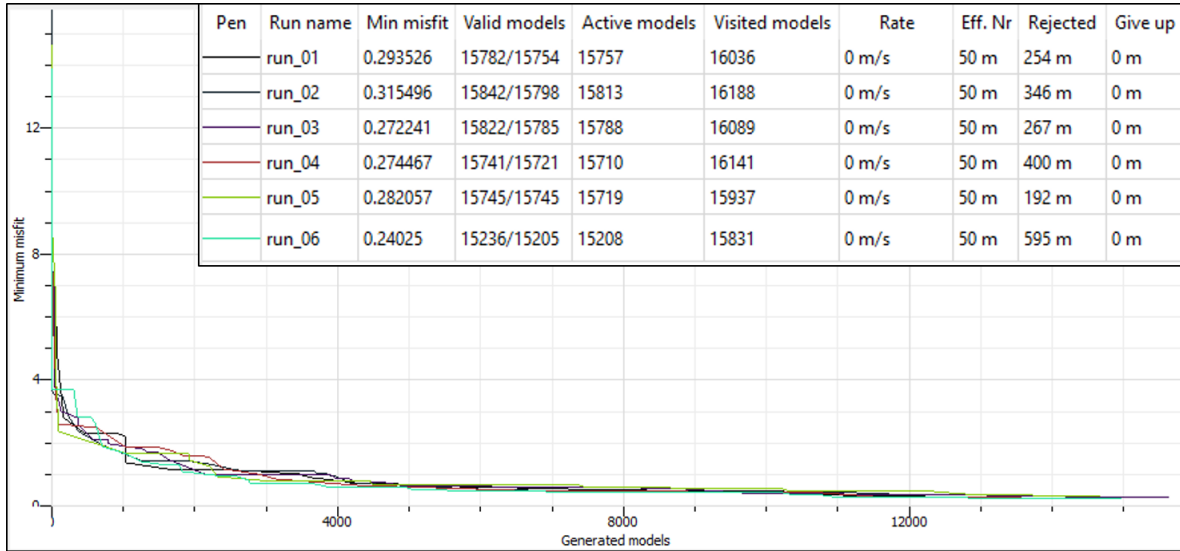 Pen Run name Min misfit Valid models Active models Visited models Rate Eff. Nr Rejected Give up
run_01 0.293526 15782/15754 15757 16036 0 m/s 50 m 254 m 0 m
run_02 0.315496 15842/15798 15813 16188 0 m/s 50 m 346 m 0 m
run_03 0.272241 15822/15785 15788 16089 0 m/s 50 m 267 m 0 m
run_04 0.274467 15741/15721 15710 16141 0 m/s 50 m 400 m 0 m
run_05 0.282057 15745/15745 15719 15937 0 m/s 50 m 192 m 0 m
run_06 0.24025 15236/15205 15208 15831 0 m/s 50 m 595 m 0 m
Minimum misfit
12
8
4
0
4000 8000 12000
Generated models